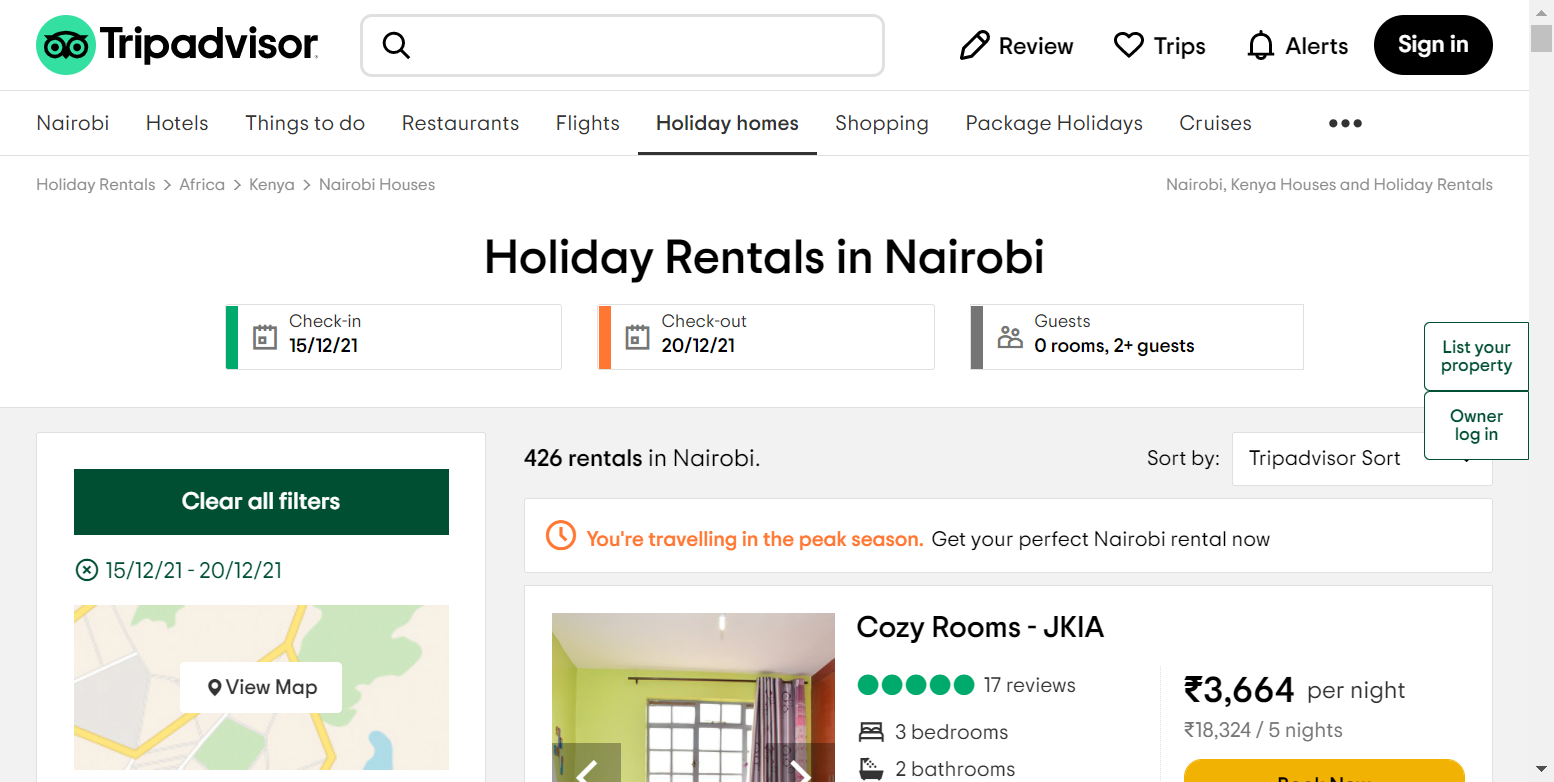 Tripadvisor
Review
Trips
Alerts
Sign in
Nairobi
Hotels
Things to do
Restaurants
Flights
Holiday homes
Shopping
Package Holidays
Cruises
Holiday Rentals
Africa
Kenya
Nairobi Houses
Nairobi, Kenya Houses and Holiday Rentals
Holiday Rentals in Nairobi
Check-in
15/12/21
Check-out
20/12/21
Guests
0 rooms, 2+ guests
List your
property
Owner
log in
Clear all filters
15/12/21 - 20/12/21
View Map
426 rentals in Nairobi.
Sort by:
Tripadvisor Sort
You're travelling in the peak season. Get your perfect Nairobi rental now
Cozy Rooms - JKIA
17 reviews
3 bedrooms
2 bathrooms
₹3,664 per night
₹18,324 / 5 nights
Book Now